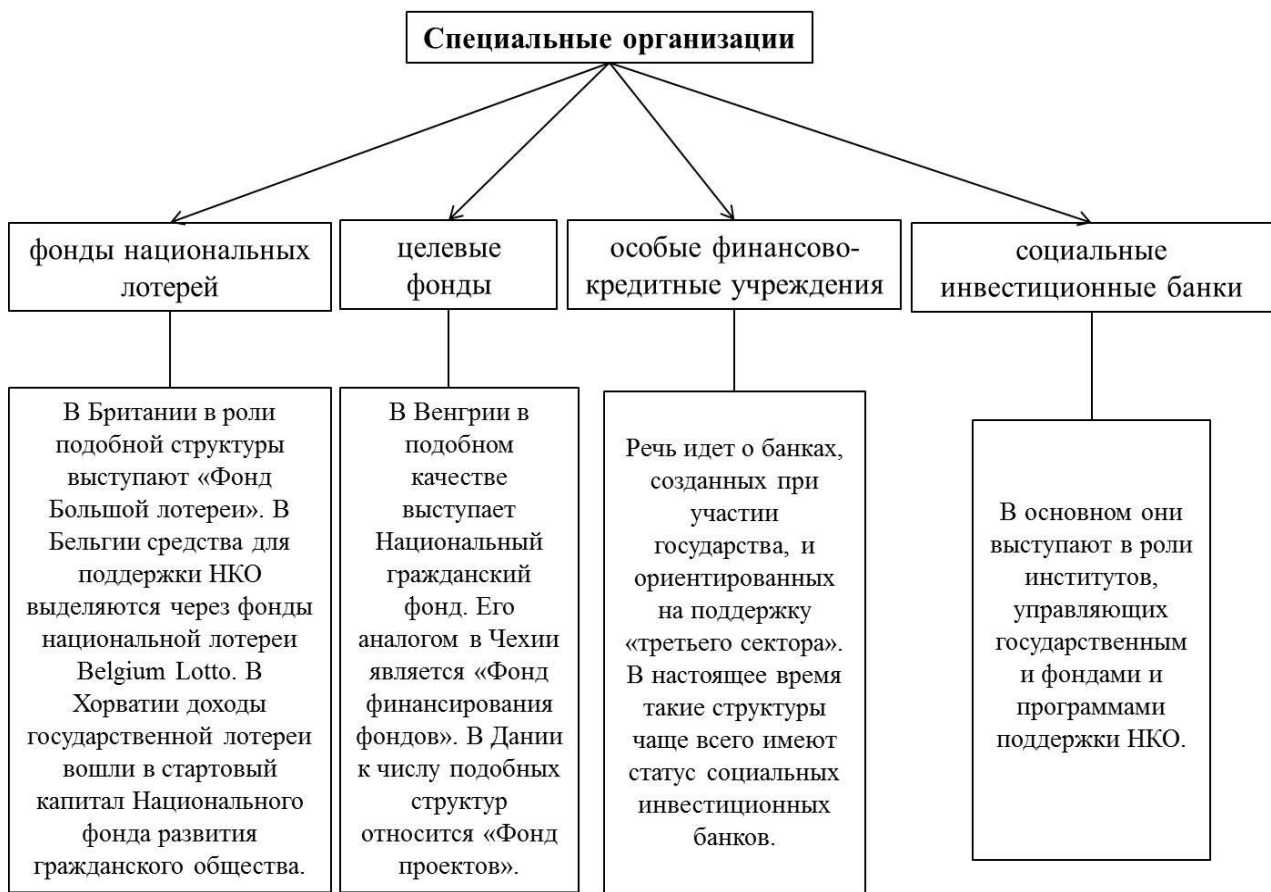 Специальные организации
фонды национальных
лотерей
целевые
фонды
особые финансово-
кредитные учреждения
социальные
инвестиционные банки
В Британии в роли
подобной структуры
выступают «Фонд
Большой лотереи». В
Бельгии средства для
поддержки НКО
выделяются через фонды
национальной лотереи
Belgium Lotto. В
Хорватии доходы
государственной лотереи
вошли в стартовый
капитал Национального
фонда развития
гражданского общества.
В Венгрии в
подобном
качестве
выступает
Национальный
гражданский
фонд. Его
аналогом в Чехии
является «Фонд
финансирования
фондов». В Дании
к числу подобных
структур
относится «Фонд
проектов».
Речь идет о банках,
созданных при
участии
государства, и
ориентированных
на поддержку
«третьего сектора».
В настоящее время
такие структуры
чаще всего имеют
статус социальных
инвестиционных
банков.
В основном они
выступают в роли
институтов,
управляющих
государственным
и фондами и
программами
поддержки НКО.